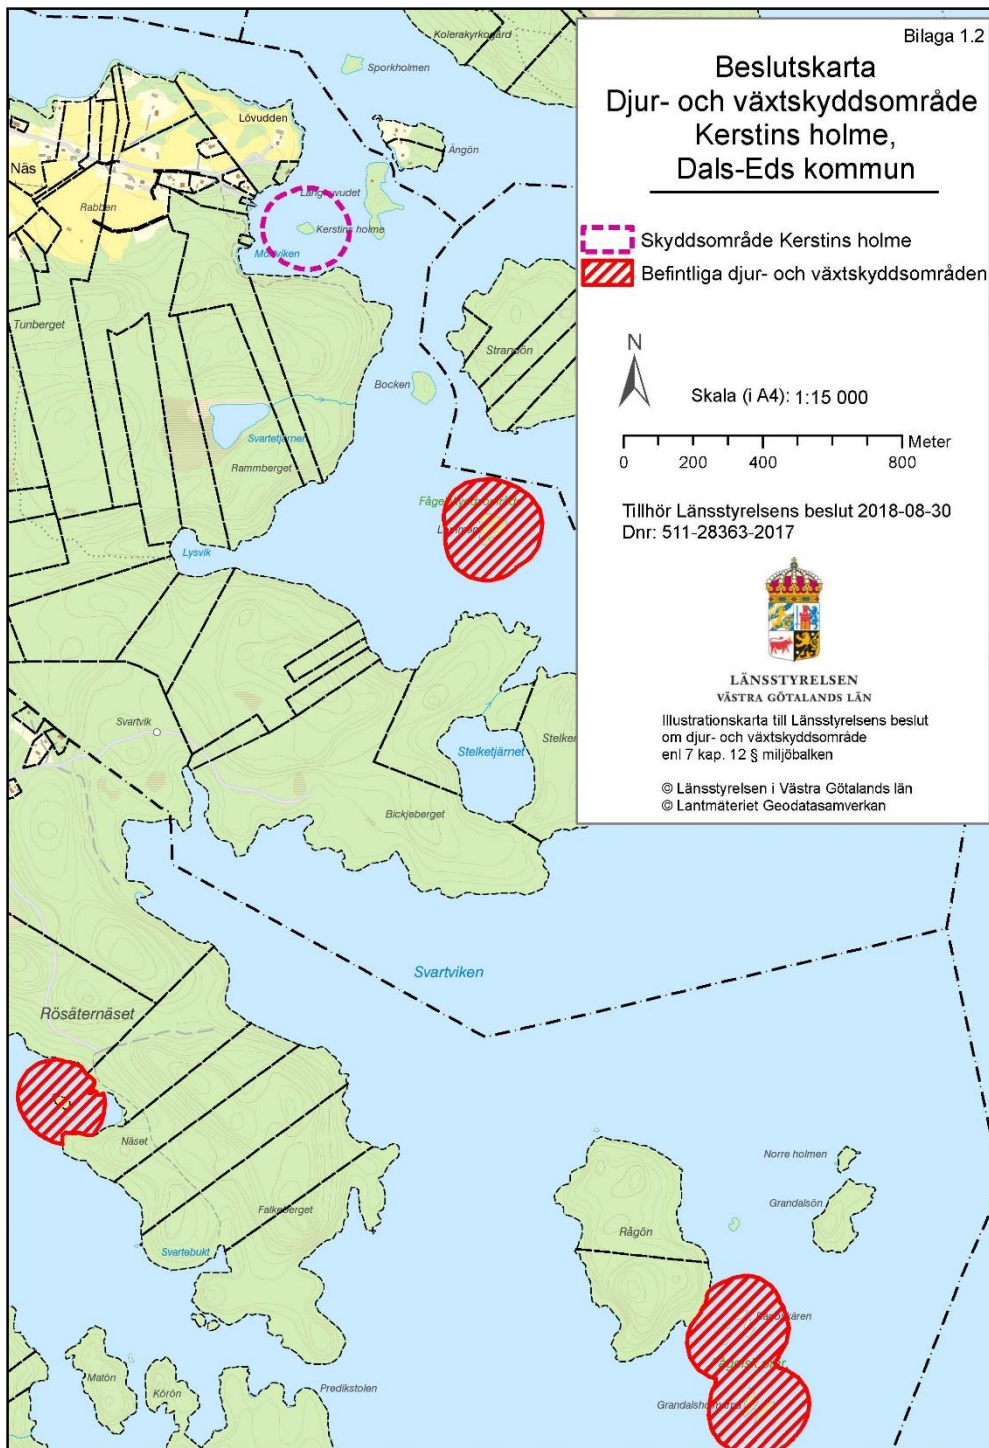 Bilaga 1.2
Beslutskarta
Djur- och växtskyddsområde
Kerstins holme,
Dals-Eds kommun
Skyddsområde Kerstins holme
Befintliga djur- och växtskyddsområden
N
Skala (i A4): 1:15 000
Meter
0 200 400 800
Tillhör Länsstyrelsens beslut 2018-08-30
Dnr: 511-28363-2017
LÄNSSTYRELSEN
VÄSTRA GÖTALANDS LÄN
Illustrationskarta till Länsstyrelsens beslut
om djur- och växtskyddsområde
enl 7 kap. 12 § miljöbalken
© Länsstyrelsen i Västra Götalands län
© Lantmäteriet Geodatasamverkan
Kolerakyrkogård
Sporkholmen
Lövudden
Ängön
Näs
Rabben
Kerstins holme
Tunberget
Strandön
Bocken
Svartetjärnen
Rammberget
Fågelskyddsområde
Lysvik
Svartvik
Stelketjärnet
Bickjeberget
Svartviken
Rösäternäset
Näset
Norre holmen
Grandalsön
Falkeberget
Rågön
Svartebukt
Matön
Körön
Predikstolen